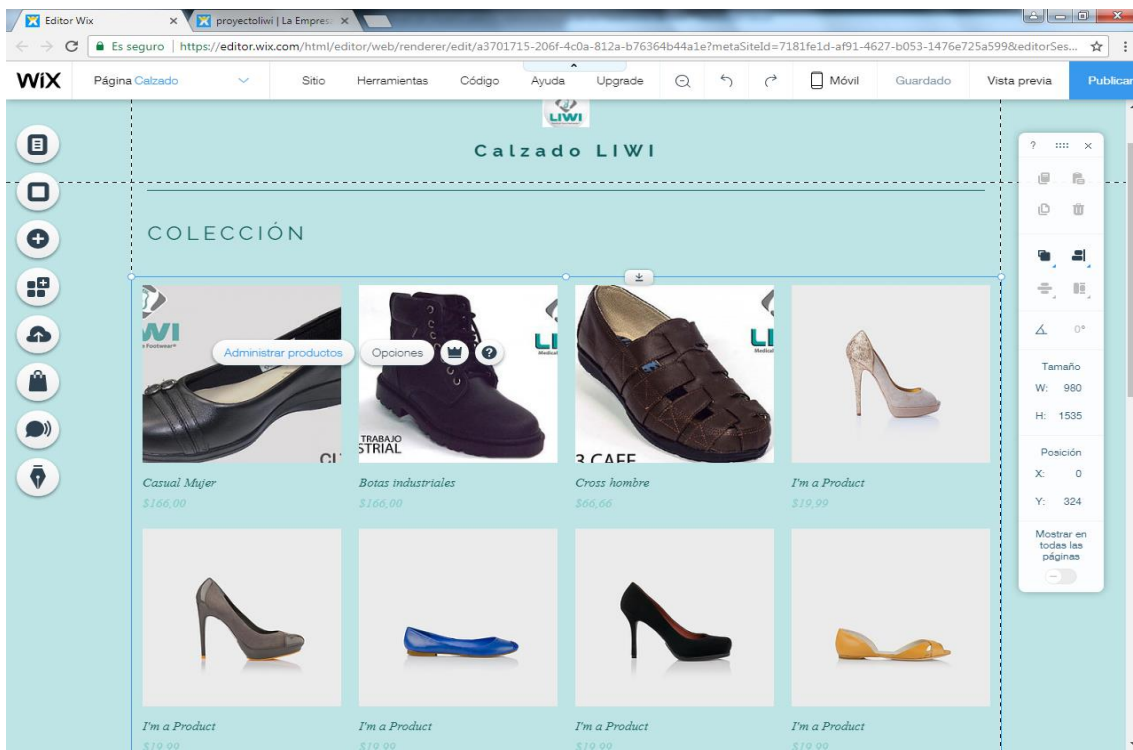 Editor Wix
proyectoliwi | La Empres
Es seguro | https://editor.wix.com/html/editor/web/renderer/edit/a3701715-206f-4c0a-812a-b76364b44a1e?metaSiteId=7181fe1d-af91-4627-b053-1476e725a599&editorSes...
WiX Página Calzado Sitio Herramientas Código Ayuda Upgrade Móvil Guardado Vista previa Publicar
LIWI
Calzado LIWI
COLECCIÓN
Administrar productos Opciones ?
TRABAJO
STRIAL
3 CAFE
Casual Mujer Botas industriales Cross hombre I'm a Product
$166,00 $166,00 $66,66 $19,99
I'm a Product I'm a Product I'm a Product I'm a Product
$19,99 $19,99 $19,99 $19,99
?
0°
Tamaño
W: 980
H: 1535
Posición
X: 0
Y: 324
Mostrar en
todas las
páginas